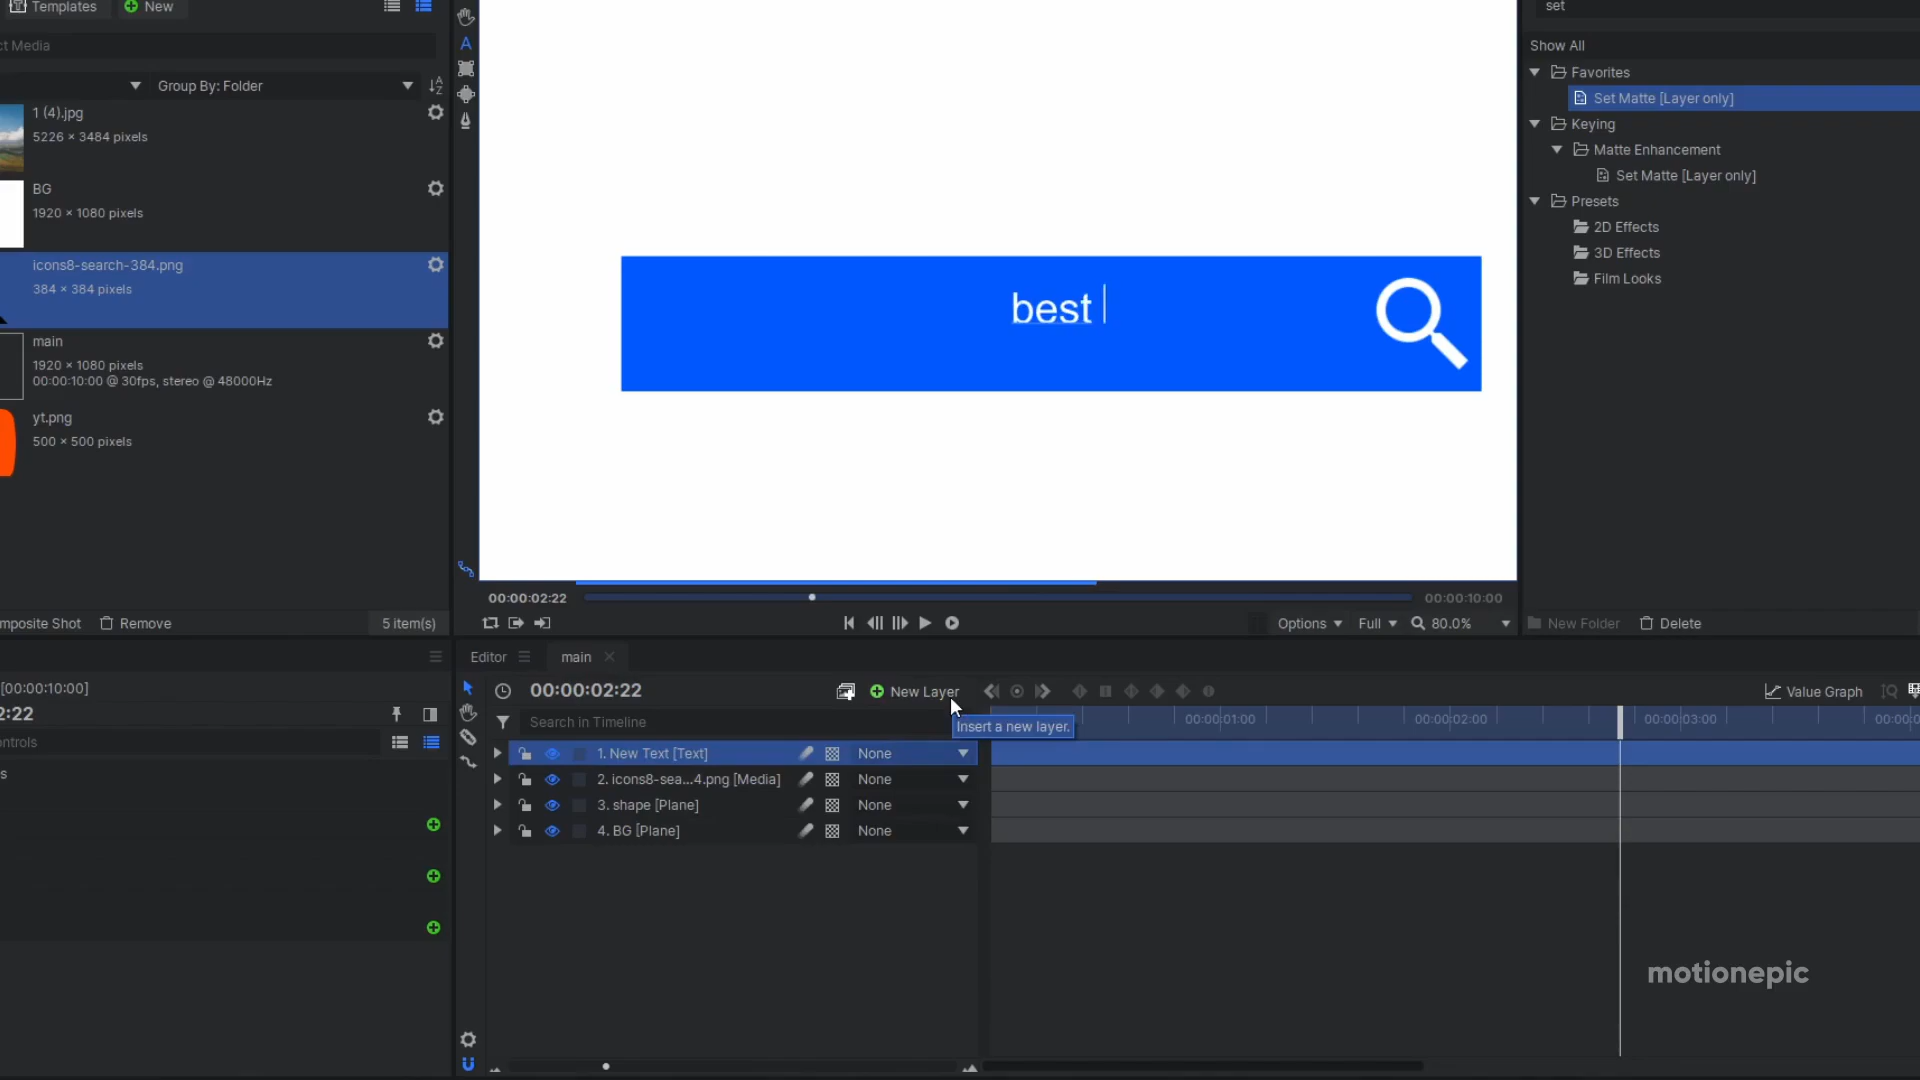 Templates
New
ct Media
Group By: Folder
1 (4).jpg
5226 × 3484 pixels
BG
1920 × 1080 pixels
icons8-search-384.png
384 × 384 pixels
main
1920 × 1080 pixels
00:00:10:00 @ 30fps, stereo @ 48000Hz
yt.png
500 × 500 pixels
mposite Shot
Remove
5 item(s)
best
00:00:02:22
00:00:10:00
Options
Full
80.0%
set
Show All
Favorites
Set Matte [Layer only]
Keying
Matte Enhancement
Set Matte [Layer only]
Presets
2D Effects
3D Effects
Film Looks
New Folder
Delete
[00:00:10:00]
2:22
ontrols
s
Editor
main
00:00:02:22
New Layer
Insert a new layer.
Value Graph
Search in Timeline
00:00:01:00
00:00:02:00
00:00:03:00
00:00:0
1. New Text [Text]
None
2. icons8-sea...4.png [Media]
None
3. shape [Plane]
None
4. BG [Plane]
None
motionepic